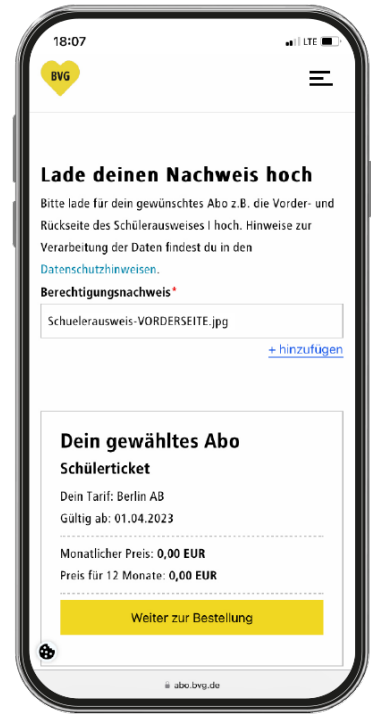 18:07
LTE
BVG
Lade deinen Nachweis hoch
Bitte lade für dein gewünschtes Abo z.B. die Vorder- und
Rückseite des Schülerausweises I hoch. Hinweise zur
Verarbeitung der Daten findest du in den
Datenschutzhinweisen.
Berechtigungsnachweis*
Schuelerausweis-VORDERSEITE.jpg
+ hinzufügen
Dein gewähltes Abo
Schülerticket
Dein Tarif: Berlin AB
Gültig ab: 01.04.2023
Monatlicher Preis: 0,00 EUR
Preis für 12 Monate: 0,00 EUR
Weiter zur Bestellung
abo.bvg.de